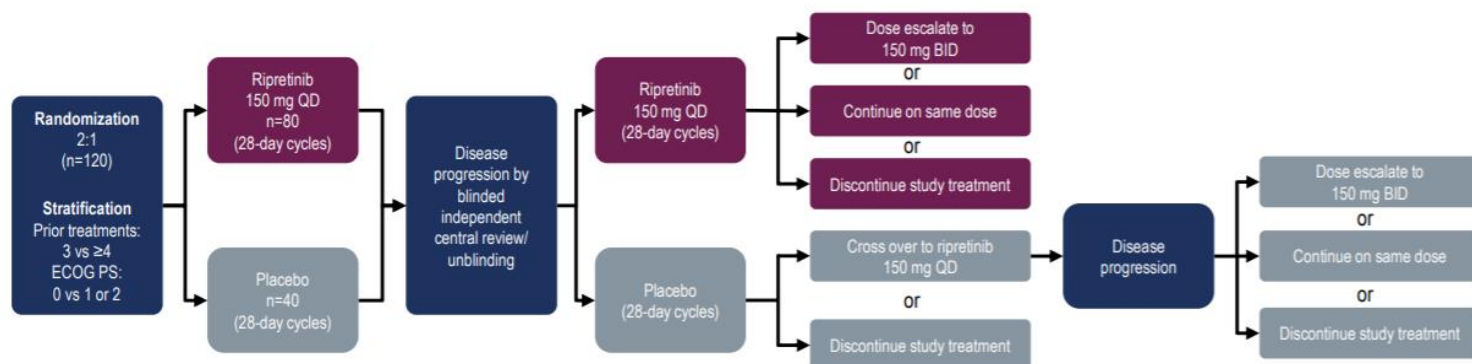 Randomization
2:1
(n=120)
Stratification
Prior treatments:
3 vs ≥4
ECOG PS:
0 vs 1 or 2
Ripretinib
150 mg QD
n=80
(28-day cycles)
Placebo
n=40
(28-day cycles)
Disease
progression by
blinded
independent
central review/
unblinding
Ripretinib
150 mg QD
(28-day cycles)
Placebo
(28-day cycles)
Dose escalate to
150 mg BID
or
Continue on same dose
or
Discontinue study treatment
Cross over to ripretinib
150 mg QD
or
Discontinue study treatment
Disease
progression
Dose escalate to
150 mg BID
or
Continue on same dose
or
Discontinue study treatment